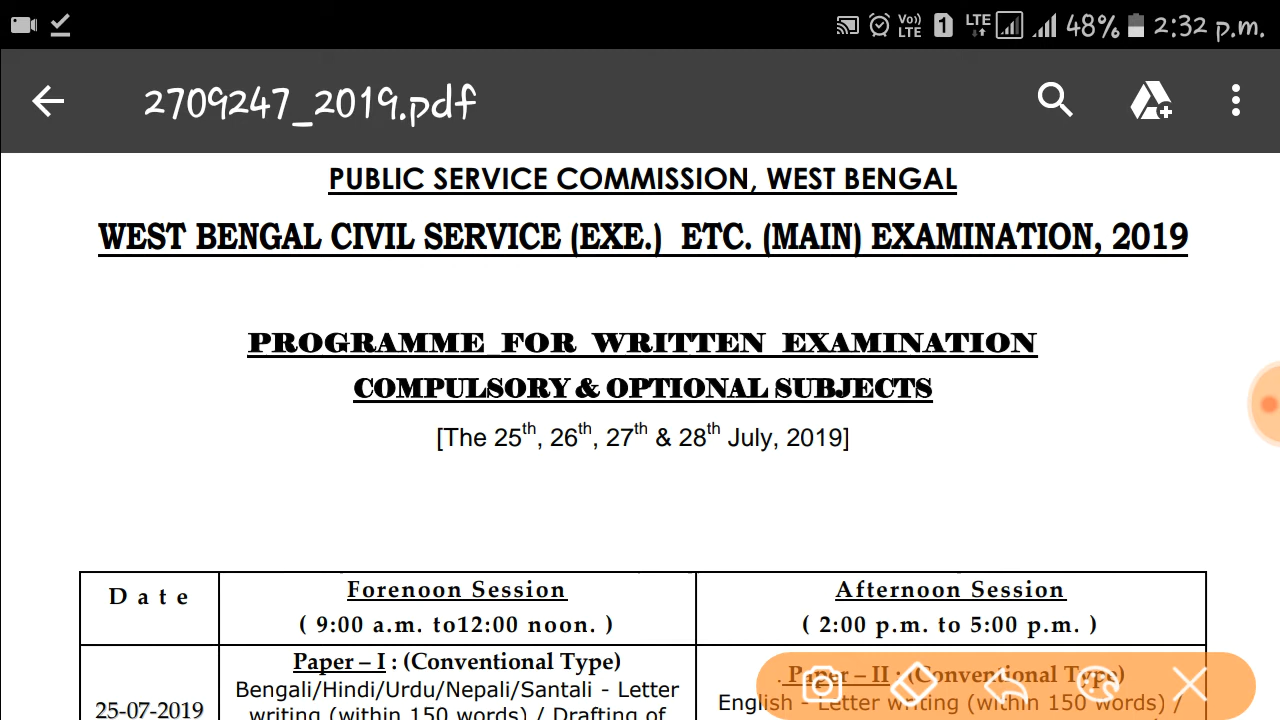 Vo)) LTE 1 LTE 48% 2:32 p.m.
2709247_2019.pdf
PUBLIC SERVICE COMMISSION, WEST BENGAL
WEST BENGAL CIVIL SERVICE (EXE.) ETC. (MAIN) EXAMINATION, 2019
PROGRAMME FOR WRITTEN EXAMINATION
COMPULSORY & OPTIONAL SUBJECTS
[The 25th, 26th, 27th & 28th July, 2019]
Date
Forenoon Session
( 9:00 a.m. to12:00 noon. )
Afternoon Session
( 2:00 p.m. to 5:00 p.m. )
25-07-2019
Paper – I : (Conventional Type)
Bengali/Hindi/Urdu/Nepali/Santali - Letter
writing (within 150 words) / Drafting of
. Paper – II : (Conventional Type)
English - Letter writing (within 150 words) /